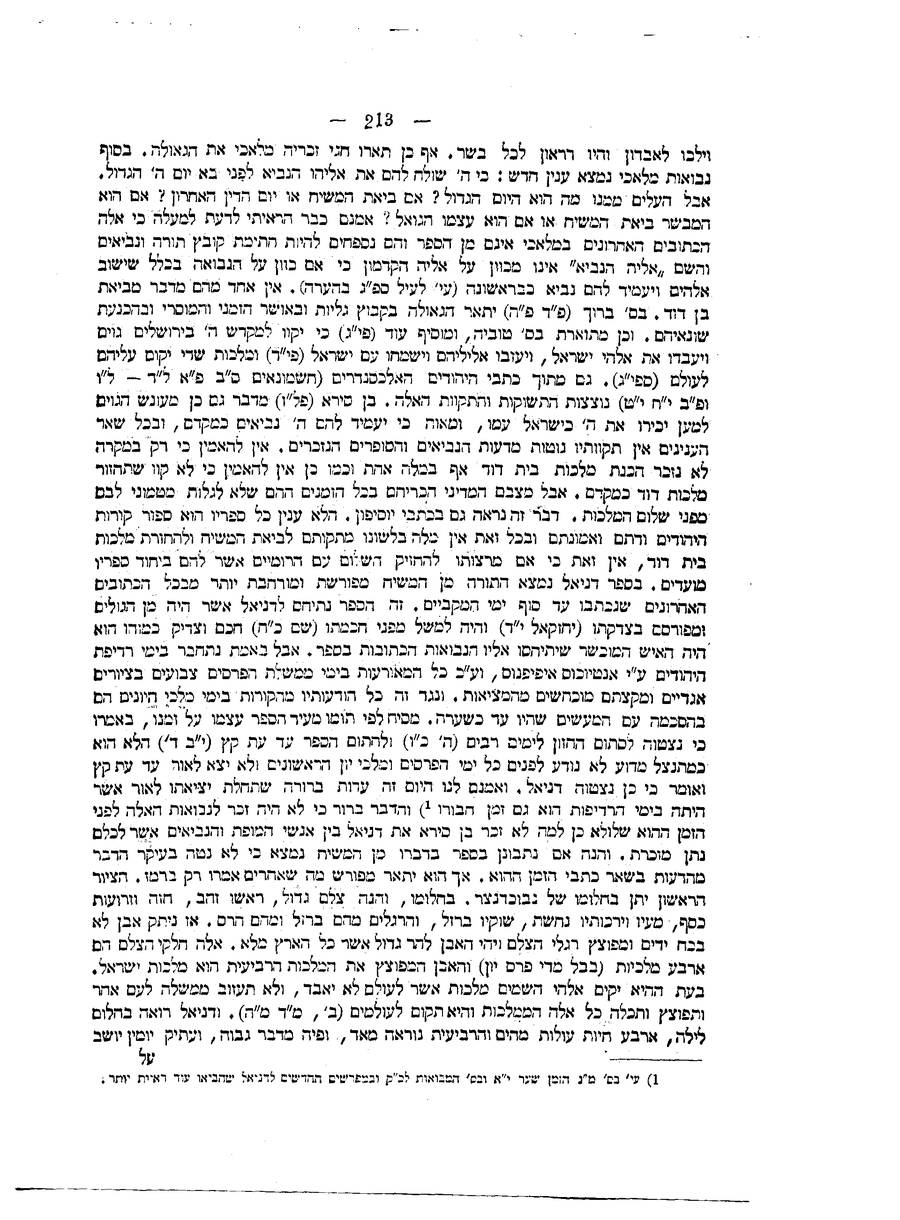 — 213 —
וילכו לאבדון והיו דראון לכל בשר. אף כן תארו חגי זכריה מלאכי את הגאולה. בסוף
נבואות מלאכי נמצא ענין חדש: כי ה' שולח להם את אליהו הנביא לפני בא יום ה' הגדול.
אבל העלים ממנו מה הוא היום הגדול? אם ביאת המשיח או יום הדין האחרון? אם הוא
המבשר ביאת המשיח או אם הוא עצמו הגואל? אמנם כבר הראיתי לדעת למעלה כי אלה
הכתובים האחרונים במלאכי אינם מן הספר והם נספחים להיות חתימת קובץ תורה ונביאים
והשם „אליה הנביא" אינו מכוון על אליה הקדמון כי אם כוון על הנבואה בכלל שישוב
אלהים ויעמיד להם נביא כבראשונה (עי' לעיל ספ"ג בהערה). אין אחד מהם מדבר מביאת
בן דוד. בס' ברוך (פ"ד פ"ה) יתאר הגאולה בקבוץ גליות ובאושר הזמני והמוסרי ובהכנעת
שונאיהם. וכן מתוארת בס' טוביה, ומוסיף עוד (פי"ג) כי יקוו למקדש ה' בירושלים גוים
ויעבדו את אלהי ישראל, ויעזבו אליליהם וישמחו עם ישראל (פי"ד) ומלכות שדי יקום עליהם
לעולם (ספי"ג). גם מתוך כתבי היהודים האלכסנדרים (חשמונאים ס"ב פ"א ל"ד — ל"ו
ופ"ב י"ח י"ט) נוצצות התשוקות והתקוות האלה. בן סירא (פל"ו) מדבר גם כן מעונש הגוים
למען יכירו את ה' כישראל עמו, ומאוה כי יעמיד להם ה' נביאים כמקדם, ובכל שאר
הענינים אין תקוותיו נוטות מדעות הנביאים והסופרים הנזכרים. אין להאמין כי רק במקרה
לא נזכר הכנת מלכות בית דוד אף במלה אחת וכמו כן אין להאמין כי לא קוו שתחזור
מלכות דוד כמקדם. אבל מצבם המדיני הכריחם בכל הזמנים ההם שלא לגלות מטמוני לבם
מפני שלום המלכות. דבר זה נראה גם בכתבי יוסיפון. הלא ענין כל ספריו הוא ספור קורות
היהודים ודתם ואמונתם ובכל זאת אין מלה בלשונו מתקותם לביאת המשיח ולהחזרת מלכות
בית דוד, אין זאת כי אם מרצותו להחזיק השלום עם הרומיים אשר להם ביחוד ספריו
מועדים. בספר דניאל נמצא התורה מן המשיח מפורשת ומורחבת יותר מבכל הכתובים
האחרונים שנכתבו עד סוף ימי המקביים. זה הספר נתיחס לדניאל אשר היה מן הגולים
ומפורסם בצדקתו (יחזקאל י"ד) והיה למשל מפני חכמתו (שם כ"ח) חכם וצדיק כמוהו הוא
היה האיש המוכשר שיתיחסו אליו הנבואות הכתובות בספר. אבל באמת נתחבר בימי רדיפת
היהודים ע"י אנטיוכוס איפיפנוס, וע"כ כל המאורעות בימי ממשלת הפרסים צבועים בציורים
אגדיים ומקצתם מוכחשים מהמציאות. ונגד זה כל הודעותיו מהקורות בימי מלכי היונים הם
בהסכמה עם המעשים שהיו עד כשערה. מסיח לפי תומו מעיד הספר עצמו על זמנו, באמרו
כי נצטוה לסתום החזון לימים רבים (ה' כ"ו) ולחתום הספר עד עת קץ (י"ב ד') הלא הוא
כמתנצל מדוע לא נודע לפנים כל ימי הפרסים ומלכי יון הראשונים ולא יצא לאור עד עת קץ
ואומר כי כן נצטוה דניאל. ואמנם לנו היום זה עדות ברורה שתחלת יציאתו לאור אשר
היתה בימי הרדיפות הוא גם זמן חבורו 1) והדבר ברור כי לא היה זכר לנבואות האלה לפני
הזמן ההוא שלולא כן למה לא זכר בן סירא את דניאל בין אנשי המופת והנביאים אשר לכלם
נתן מזכרת. והנה אם נתבונן בספר בדברו מן המשיח נמצא כי לא נטה בעיקר הדבר
מהדעות בשאר כתבי הזמן ההוא. אך הוא יתאר מפורש מה שאחרים אמרו רק ברמז. הציור
הראשון יתן בחלומו של נבוכדנצר. בחלומו, והנה צלם גדול, ראשו זהב, חזה וזרועות
כסף, מעיו וירכותיו נחשת, שוקיו ברזל, והרגלים מהם ברזל ומהם חרס. אז ניתק אבן לא
בכח ידים ומפוצץ רגלי הצלם ויהי האבן להר גדול אשר כל הארץ מלא. אלה חלקי הצלם הם
ארבע מלכיות (בבל מדי פרס יון) והאבן המפוצץ את המלכות הרביעית הוא מלכות ישראל.
בעת ההיא יקים אלהי השמים מלכות אשר לעולם לא יאבד, ולא תעזוב ממשלה לעם אחר
ותפוצץ ותכלה כל אלה הממלכות והיא תקום לעולמים (ב', מ"ד מ"ה). ודניאל רואה בחלום
לילה, ארבע חיות עולות מהים והרביעית נוראה מאד, ופיה מדבר גבוה, ועתיק יומין יושב
על
1) עי' בס' מ"נ הזמן שער י"א ובס' המבואות לכ"ק ובמפרשים החדשים לדניאל שהביאו עוד ראיות יותר.